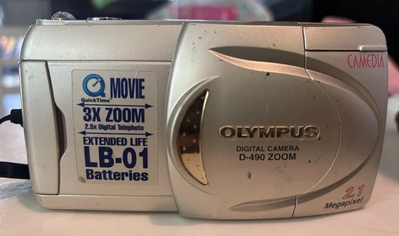 QuickTime
MOVIE
3X ZOOM
2.5x Digital Telephoto
EXTENDED LIFE
LB-01
Batteries
CAMEDIA
OLYMPUS
DIGITAL CAMERA
D-490 ZOOM
2.1
Megapixel